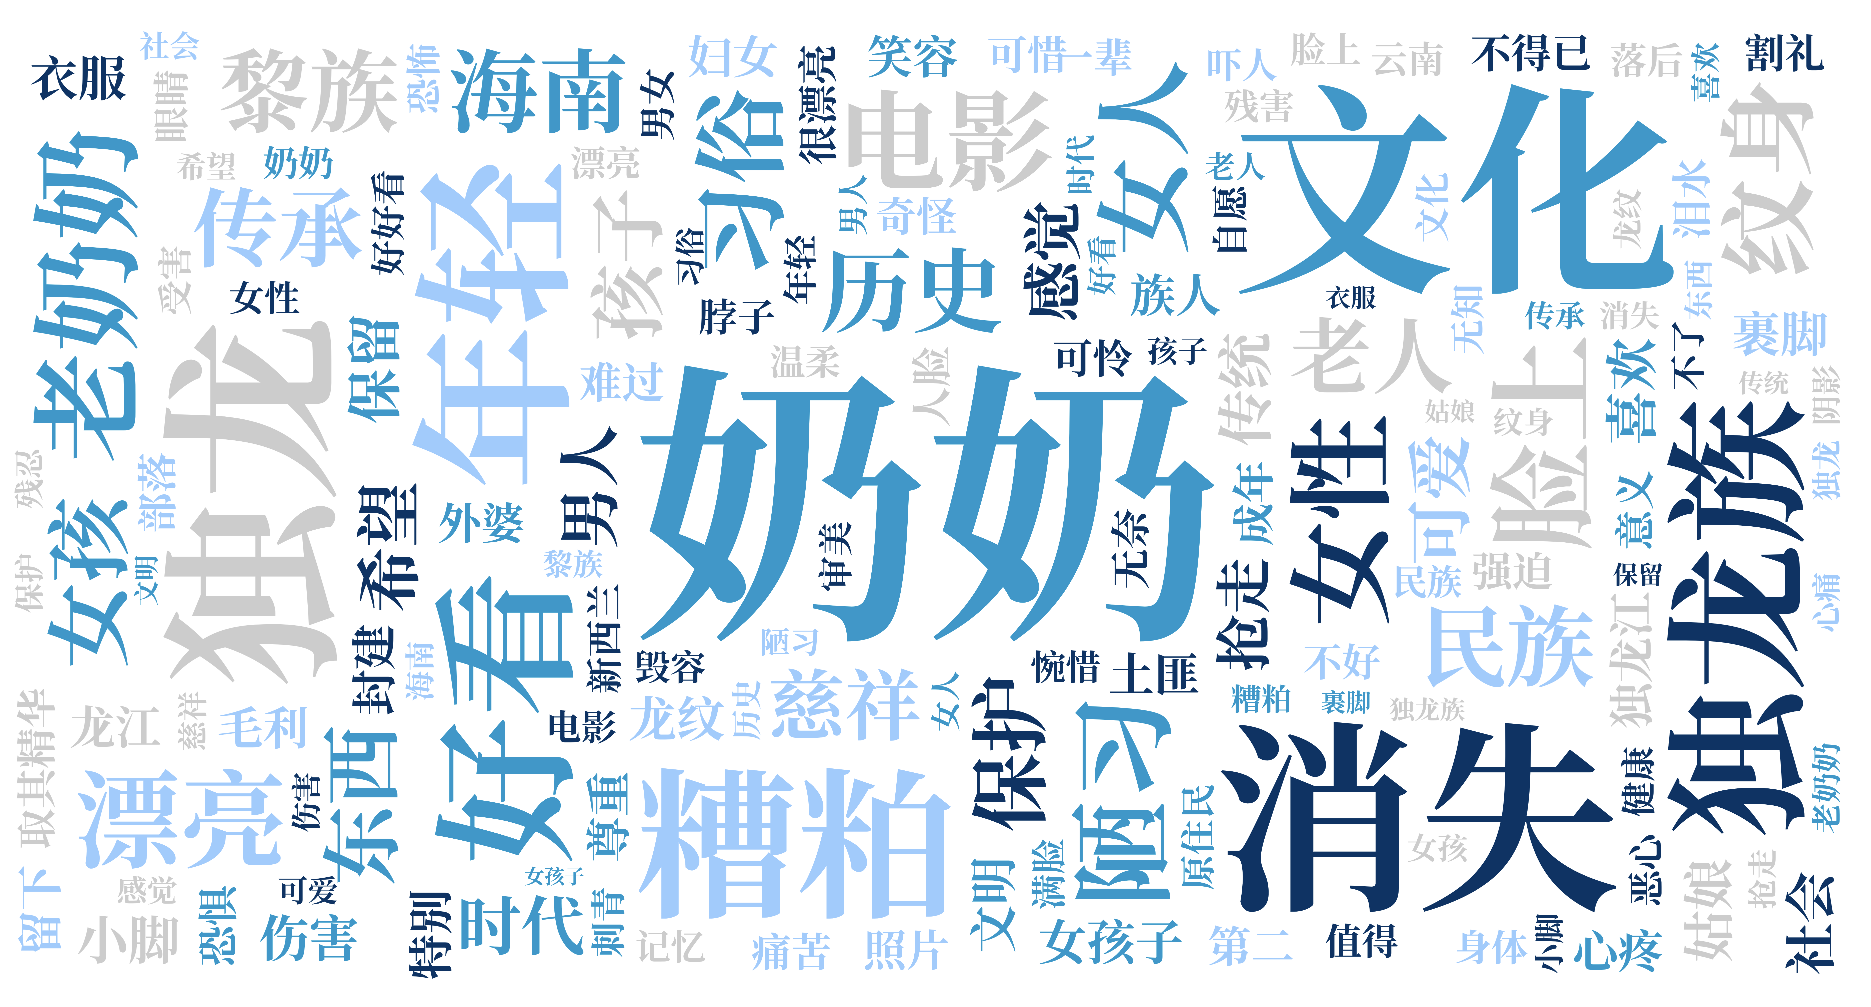 衣服
社会
眼睛
黎族
恐怖
海南
男女
妇女
很漂亮
笑容
可惜
一辈
吓人
脸上
云南
不得已
落后
喜欢
割礼
老奶奶
希望
奶奶
传承
好好看
年轻
漂亮
孩子
习俗
习俗
年轻
男人
电影
奇怪
时代
女人
残害
老人
自愿
文化
文化
龙纹
泪水
纹身
受害
女性
独龙
保留
难过
脖子
历史
感觉
好看
族人
衣服
无知
传承
消失
东西
裹脚
温柔
人脸
可怜
孩子
传统
老人
姑娘
纹身
脸上
喜欢
不了
传统
阴影
残忍
部落
女孩
保护
文明
希望
外婆
男人
黎族
奶奶
审美
无奈
成年
女性
可爱
强迫
民族
意义
保留
独龙
独龙族
心痛
封建
海南
好看
新西兰
毁容
陋习
惋惜
土匪
抢走
不好
民族
独龙江
取其精华
龙江
慈祥
毛利
东西
电影
龙纹
历史
慈祥
女人
保护
陋习
糟粕
裹脚
独龙族
消失
健康
老奶奶
漂亮
伤害
尊重
糟粕
原住民
女孩
恶心
姑娘
抢走
社会
留下
感觉
小脚
恐惧
可爱
伤害
特别
女孩子
时代
刺青
记忆
痛苦
照片
文明
满脸
女孩子
第二
值得
身体
小脚
心疼